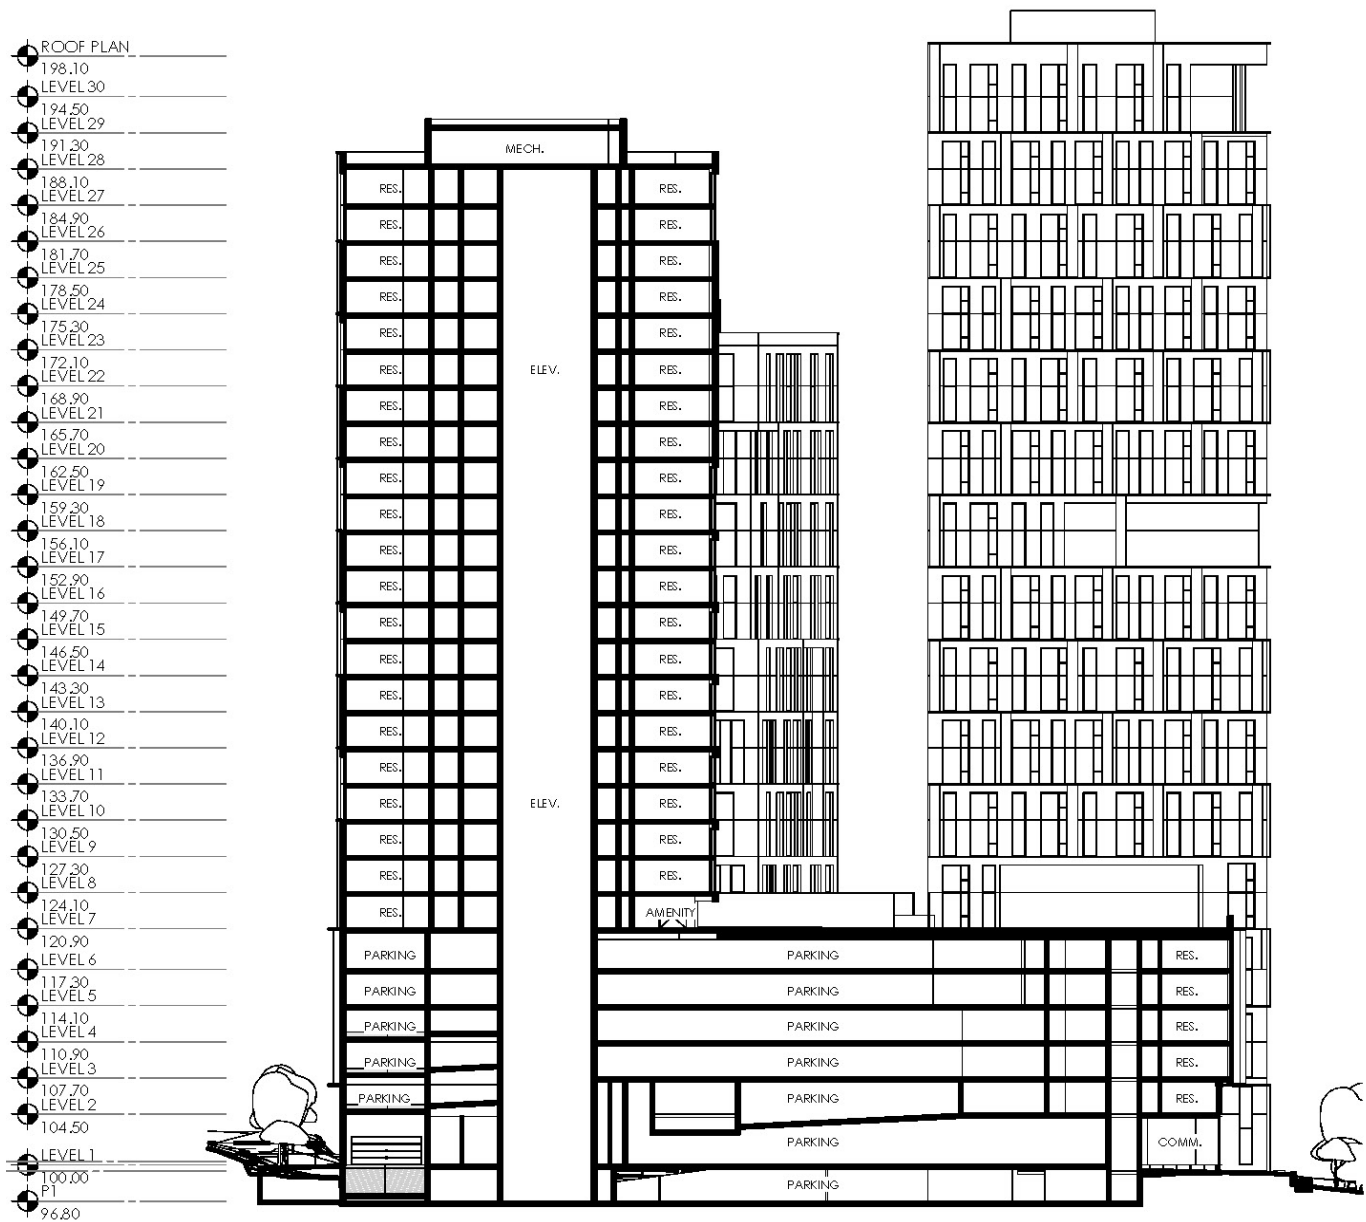 ROOF PLAN
198.10
LEVEL 30
194.50
LEVEL 29
191.30
LEVEL 28
188.10
LEVEL 27
184.90
LEVEL 26
181.70
LEVEL 25
178.50
LEVEL 24
175.30
LEVEL 23
172.10
LEVEL 22
168.90
LEVEL 21
165.70
LEVEL 20
162.50
LEVEL 19
159.30
LEVEL 18
156.10
LEVEL 17
152.90
LEVEL 16
149.70
LEVEL 15
146.50
LEVEL 14
143.30
LEVEL 13
140.10
LEVEL 12
136.90
LEVEL 11
133.70
LEVEL 10
130.50
LEVEL 9
127.30
LEVEL 8
124.10
LEVEL 7
120.90
LEVEL 6
117.30
LEVEL 5
114.10
LEVEL 4
110.90
LEVEL 3
107.70
LEVEL 2
104.50
LEVEL 1
100.00
P1
96.80
MECH.
RES. RES.
RES. RES.
RES. RES.
RES. RES.
RES. RES.
RES. ELEV. RES.
RES. RES.
RES. RES.
RES. RES.
RES. RES.
RES. RES.
RES. RES.
RES. RES.
RES. RES.
RES. RES.
RES. RES.
RES. RES.
RES. ELEV. RES.
RES. RES.
RES. RES.
RES. AMENITY
PARKING PARKING RES.
PARKING PARKING RES.
PARKING PARKING RES.
PARKING PARKING RES.
PARKING PARKING RES.
PARKING COMM.
PARKING